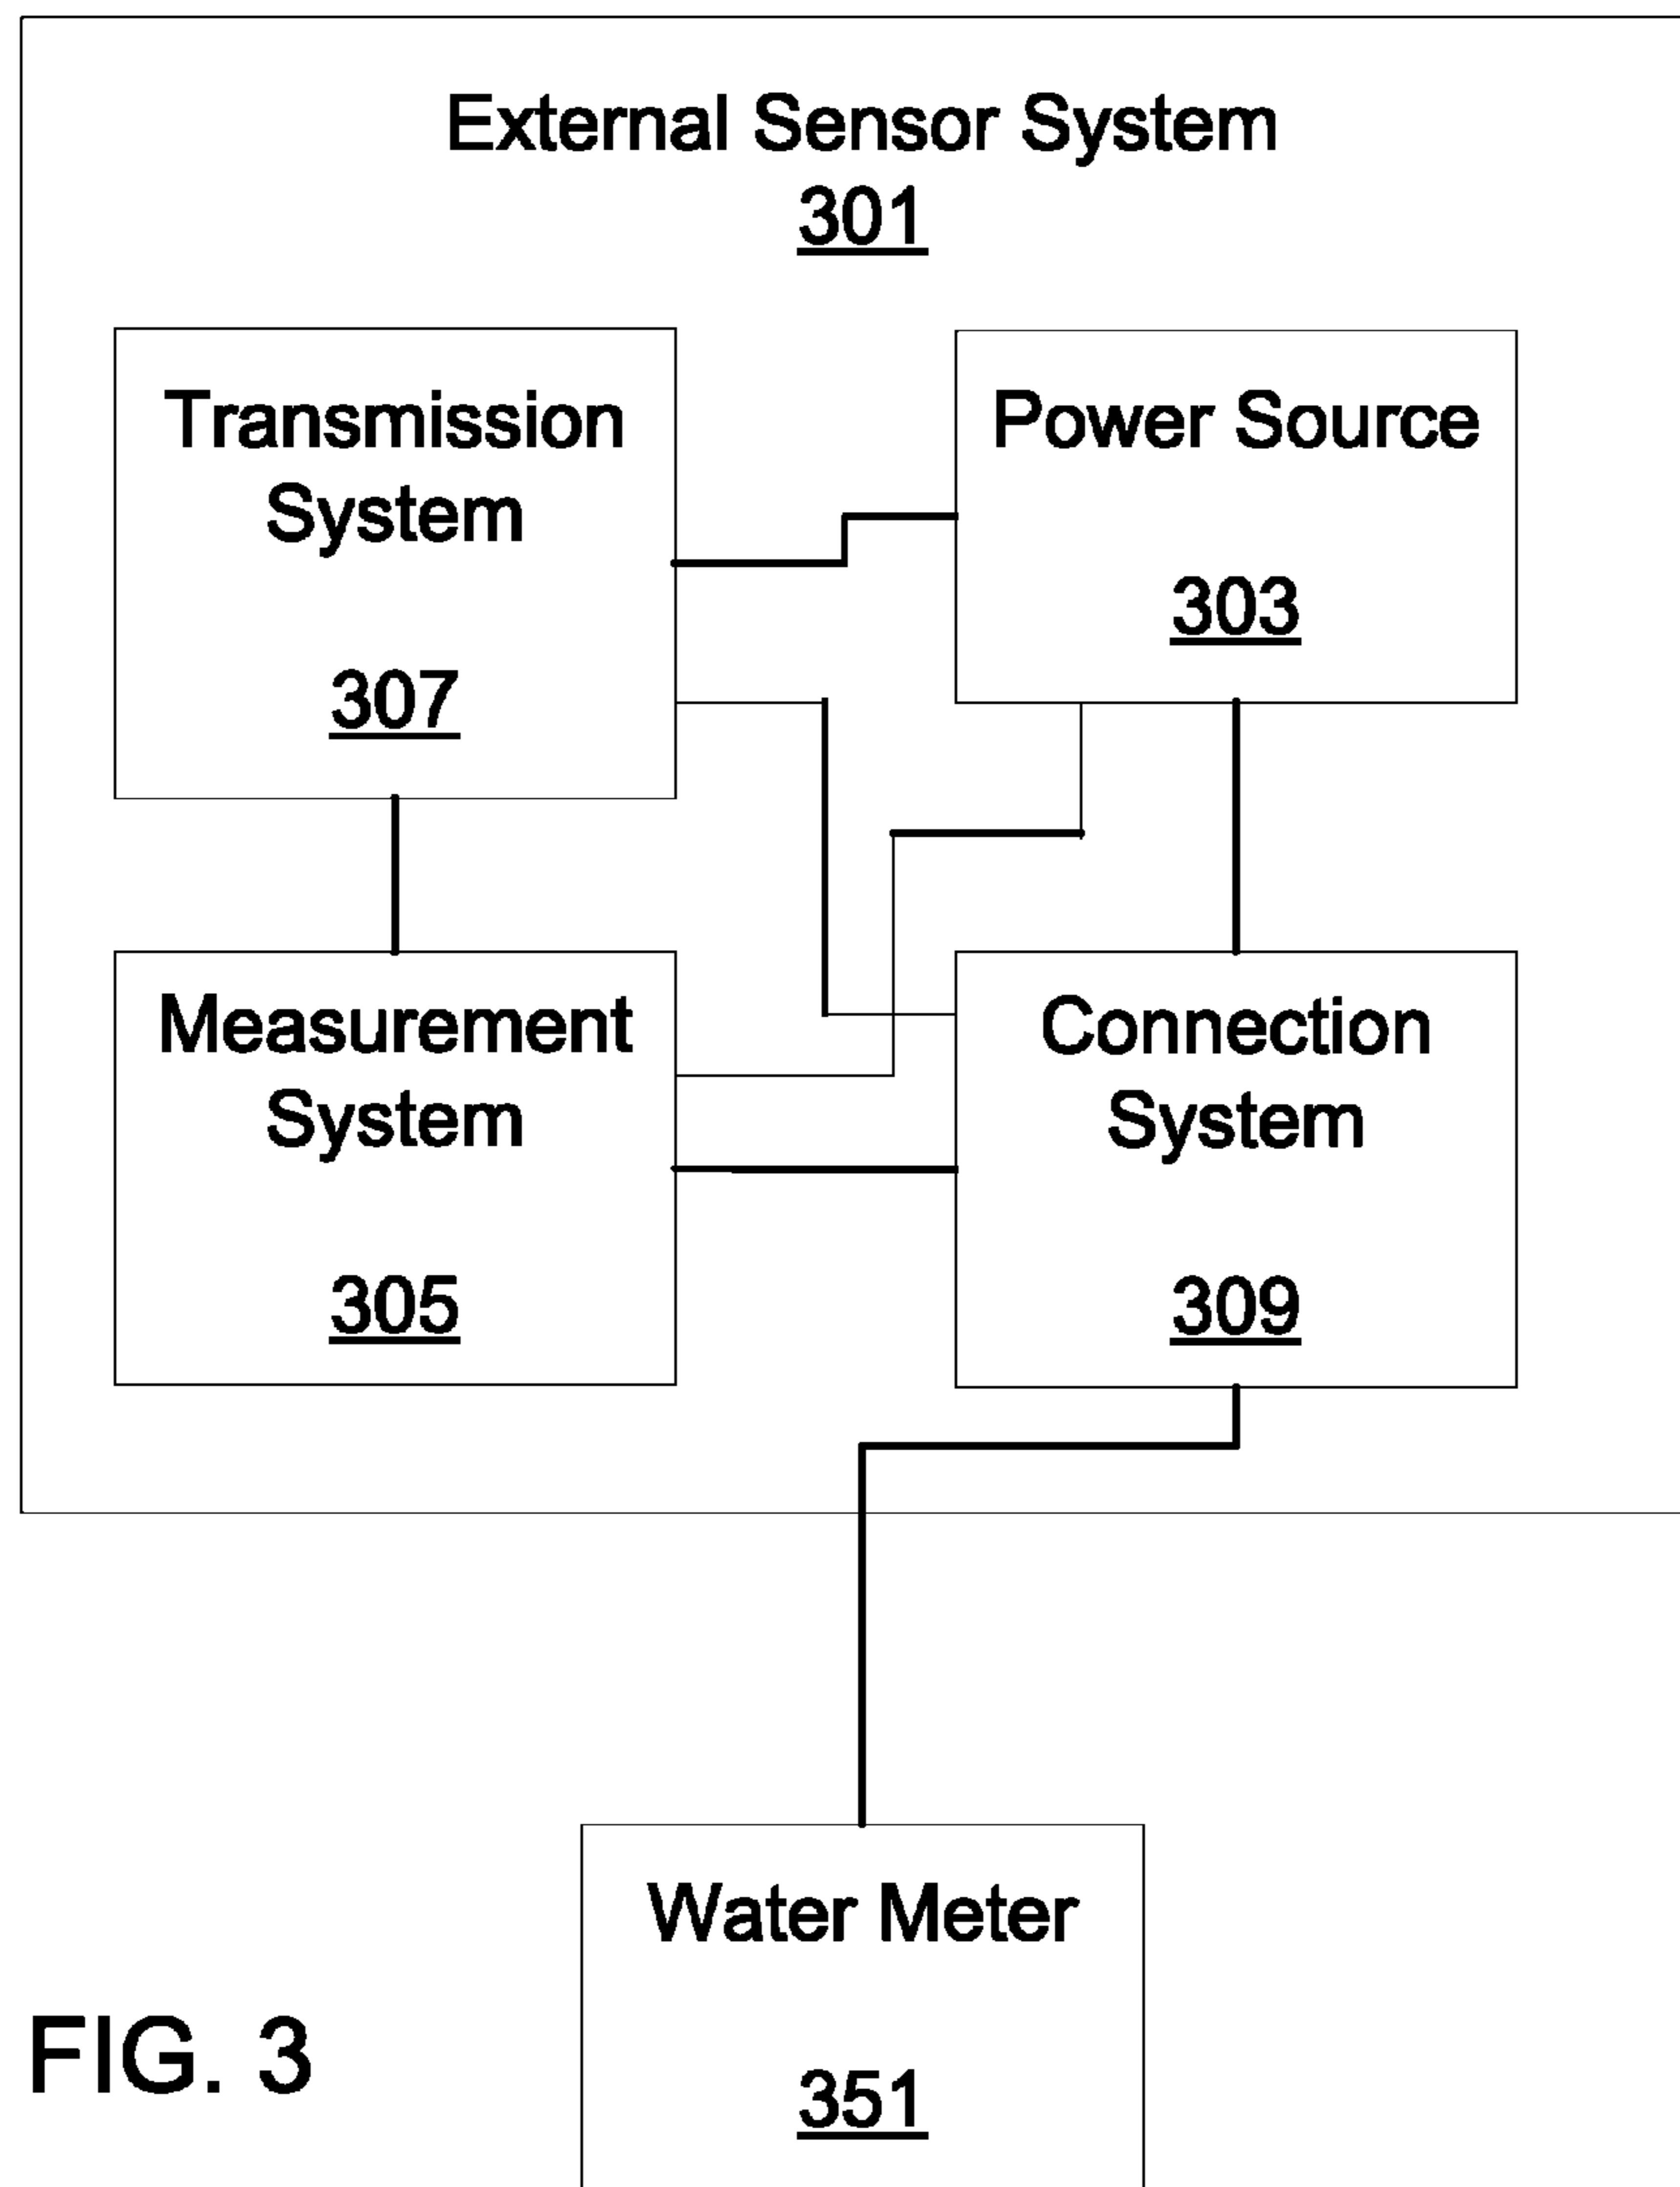 External Sensor System
301
Transmission
System
307
Power Source
303
Measurement
System
305
Connection
System
309
Water Meter
351
FIG. 3